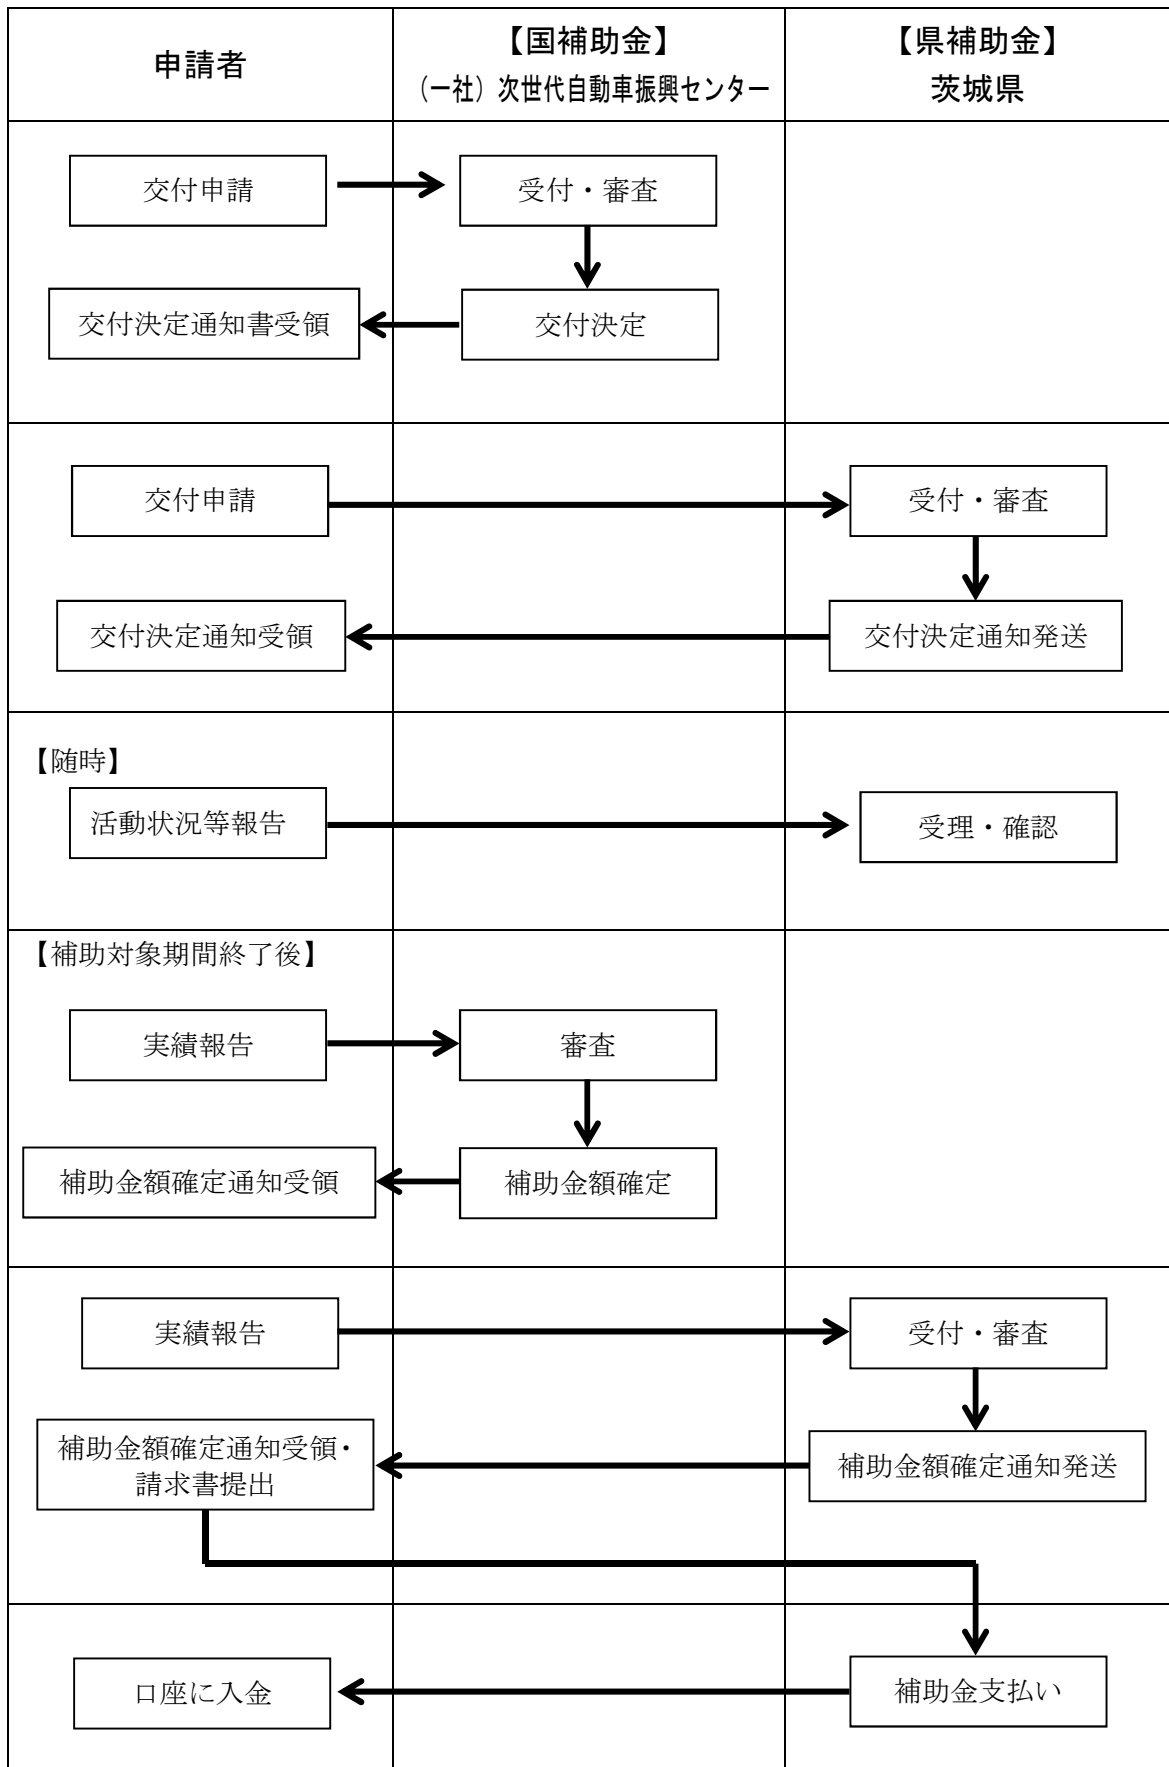 申請者
【国補助金】
（一社）次世代自動車振興センター
【県補助金】
茨城県
交付申請
受付・審査
交付決定通知書受領
交付決定
交付申請
受付・審査
交付決定通知受領
交付決定通知発送
【随時】
活動状況等報告
受理・確認
【補助対象期間終了後】
実績報告
審査
補助金額確定通知受領
補助金額確定
実績報告
受付・審査
補助金額確定通知受領・
請求書提出
補助金額確定通知発送
口座に入金
補助金支払い